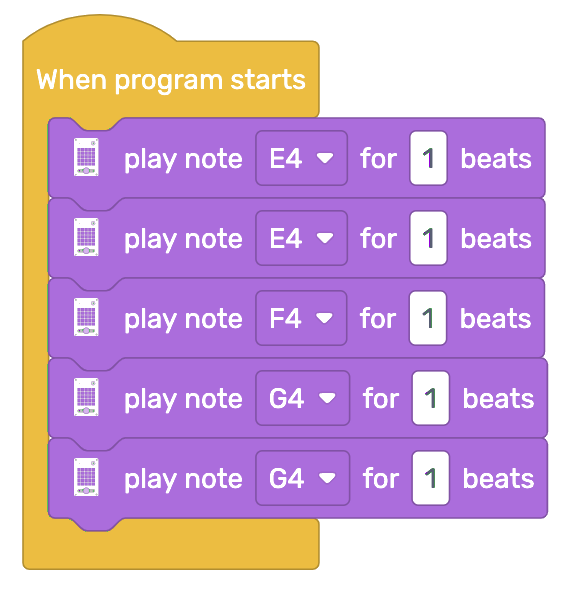 When program starts
play note E4 for 1 beats
play note E4 for 1 beats
play note F4 for 1 beats
play note G4 for 1 beats
play note G4 for 1 beats